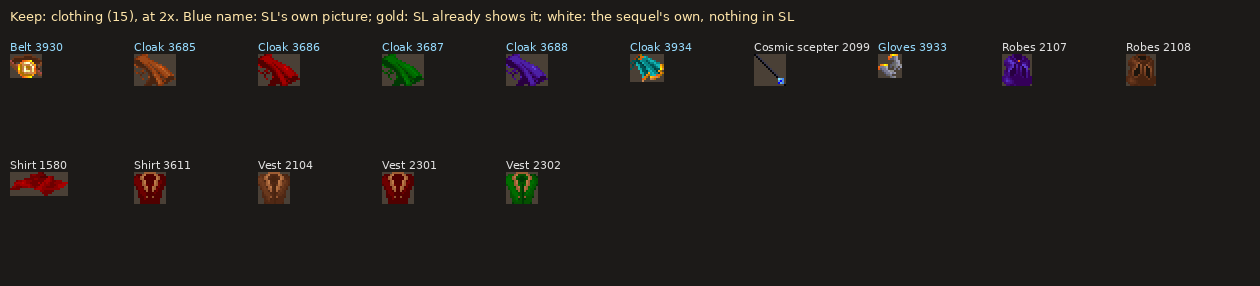 Keep: clothing (15), at 2x. Blue name: SL's own picture; gold: SL already shows it; white: the sequel's own, nothing in SL
Belt 3930 Cloak 3685 Cloak 3686 Cloak 3687 Cloak 3688 Cloak 3934 Cosmic scepter 2099 Gloves 3933 Robes 2107 Robes 2108
Shirt 1580 Shirt 3611 Vest 2104 Vest 2301 Vest 2302